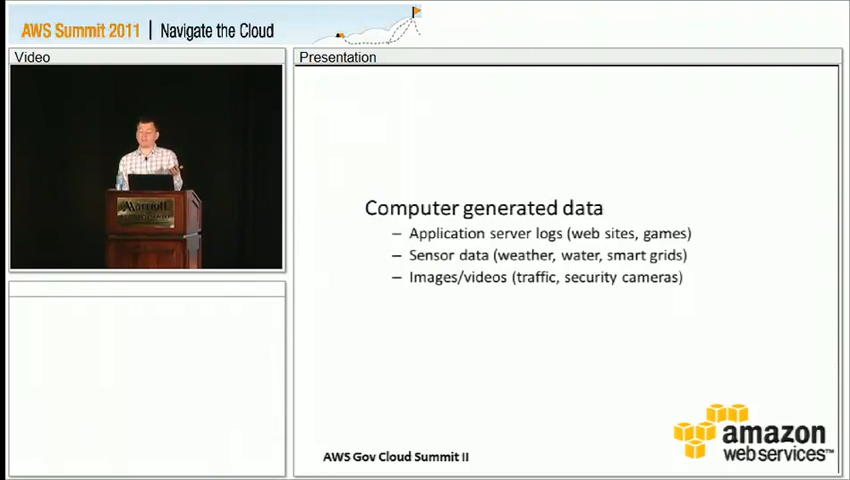 AWS Summit 2011 | Navigate the Cloud
Video
Presentation
Marriott
Computer generated data
– Application server logs (web sites, games)
– Sensor data (weather, water, smart grids)
– Images/videos (traffic, security cameras)
AWS Gov Cloud Summit II
amazon
webservices™